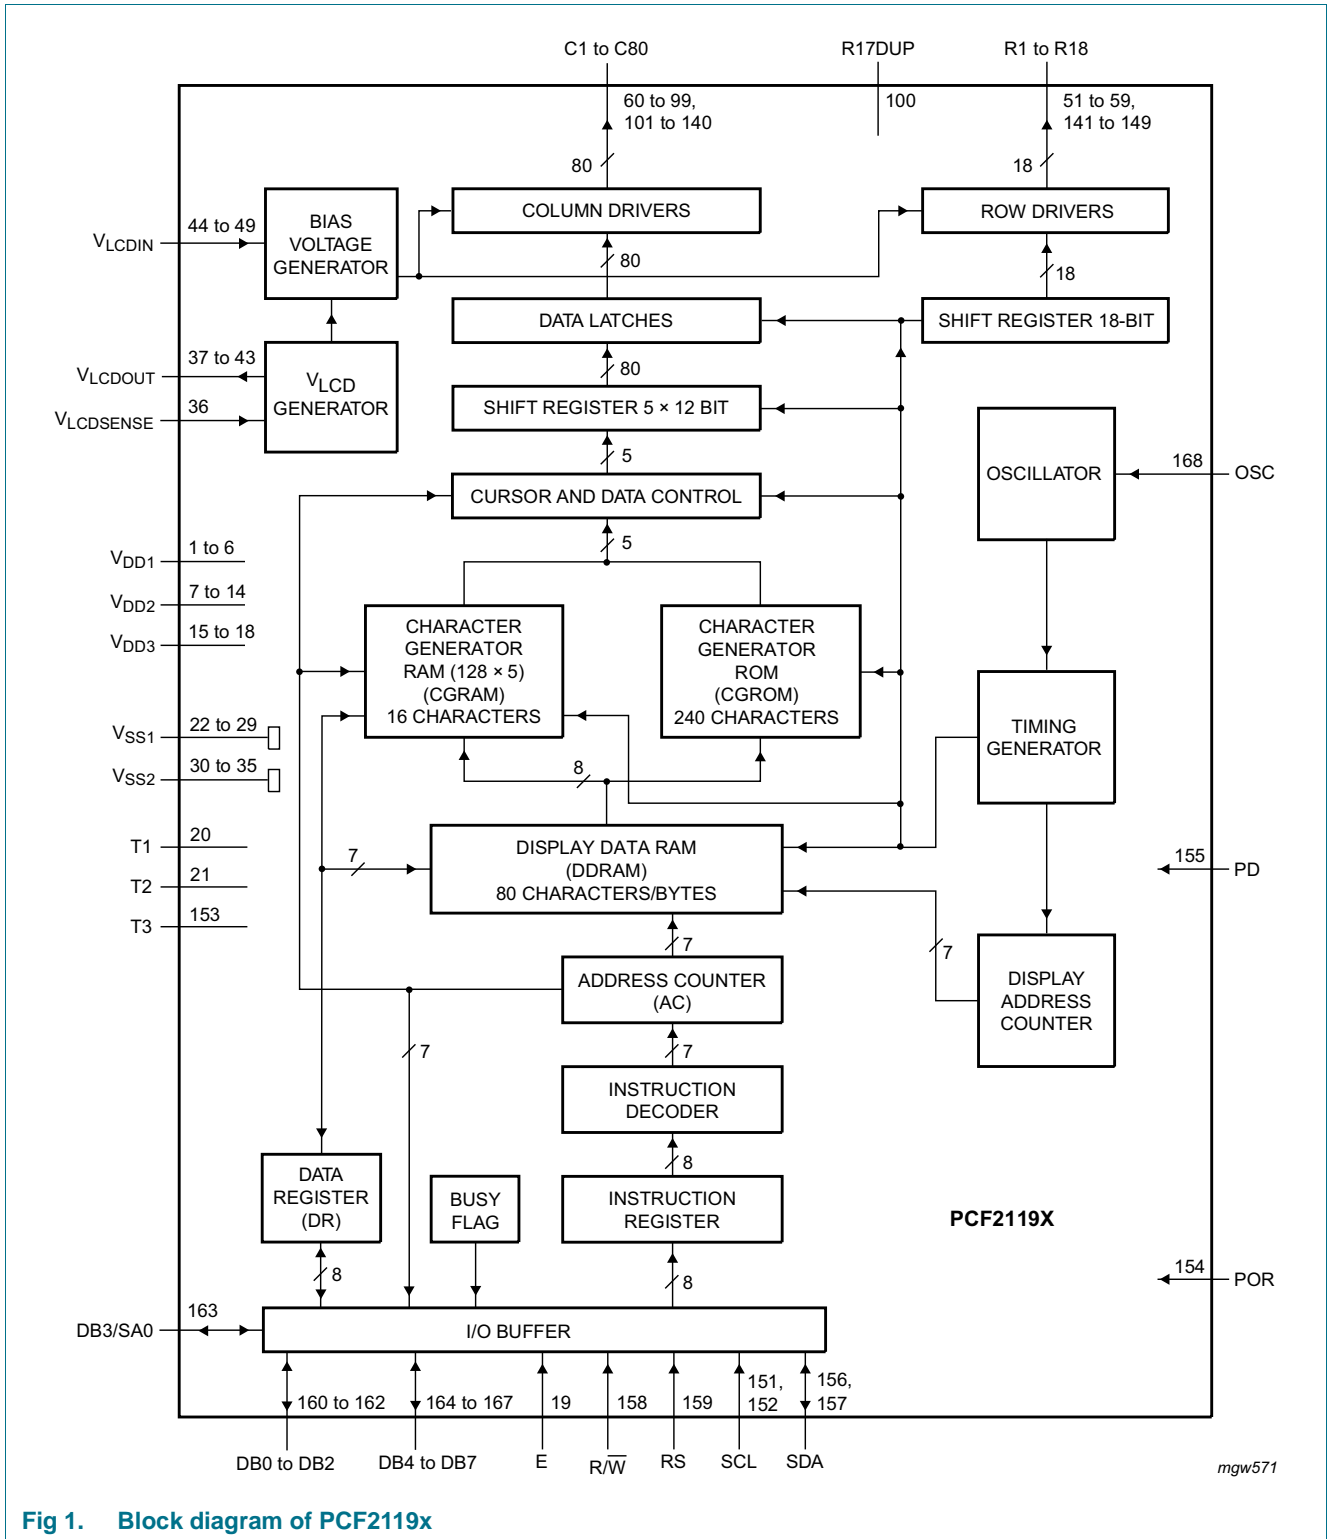 C1 to C80
R17DUP
R1 to R18
60 to 99,
101 to 140
100
51 to 59,
141 to 149
80
18
VLCDIN
44 to 49
BIAS
VOLTAGE
GENERATOR
COLUMN DRIVERS
ROW DRIVERS
80
18
DATA LATCHES
SHIFT REGISTER 18-BIT
VLCDOUT
37 to 43
VLCDSENSE
36
VLCD
GENERATOR
80
SHIFT REGISTER 5 × 12 BIT
5
CURSOR AND DATA CONTROL
OSCILLATOR
168
OSC
5
VDD1
1 to 6
VDD2
7 to 14
VDD3
15 to 18
CHARACTER
GENERATOR
RAM (128 × 5)
(CGRAM)
16 CHARACTERS
CHARACTER
GENERATOR
ROM
(CGROM)
240 CHARACTERS
TIMING
GENERATOR
VSS1
22 to 29
VSS2
30 to 35
8
T1
20
T2
21
T3
153
7
DISPLAY DATA RAM
(DDRAM)
80 CHARACTERS/BYTES
155
PD
7
7
ADDRESS COUNTER
(AC)
DISPLAY
ADDRESS
COUNTER
7
7
INSTRUCTION
DECODER
8
DATA
REGISTER
(DR)
BUSY
FLAG
INSTRUCTION
REGISTER
PCF2119X
8
8
154
POR
DB3/SA0
163
I/O BUFFER
160 to 162
164 to 167
19
158
159
151,
152
156,
157
DB0 to DB2
DB4 to DB7
E
R/W̅
RS
SCL
SDA
mgw571
Fig 1. Block diagram of PCF2119x